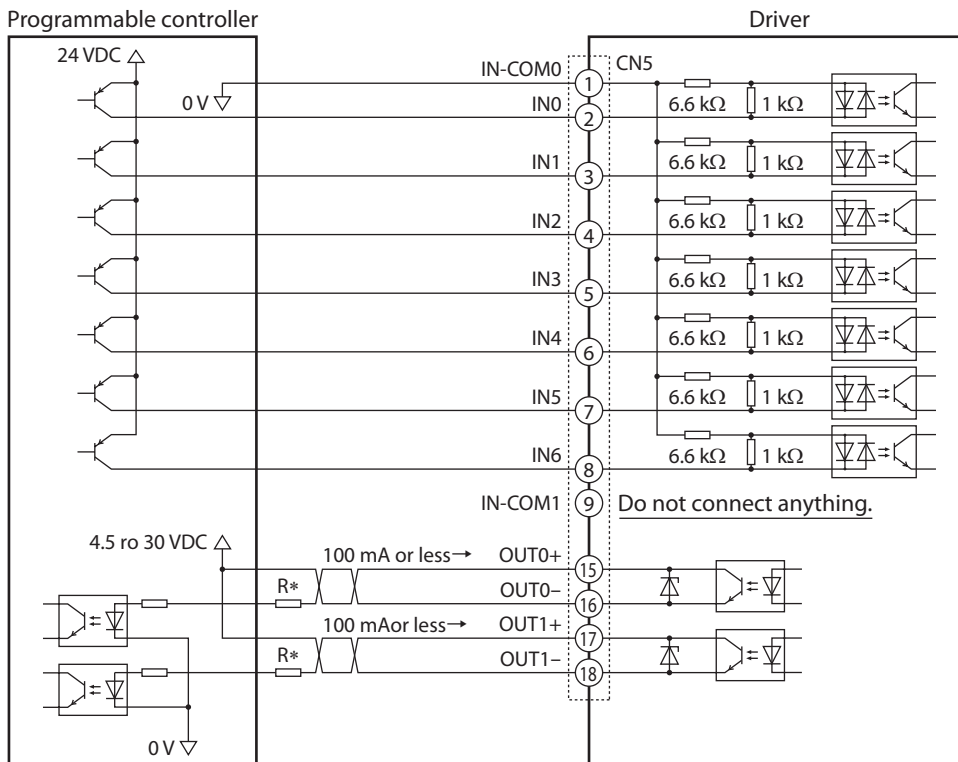 Programmable controller
Driver
24 VDC
IN-COM0
CN5
1
0 V
6.6 kΩ
1 kΩ
IN0
2
IN1
3
6.6 kΩ
1 kΩ
IN2
4
6.6 kΩ
1 kΩ
IN3
5
6.6 kΩ
1 kΩ
IN4
6
6.6 kΩ
1 kΩ
IN5
7
6.6 kΩ
1 kΩ
IN6
8
6.6 kΩ
1 kΩ
IN-COM1
9
Do not connect anything.
4.5 ro 30 VDC
100 mA or less→
OUT0+
15
R*
OUT0–
16
100 mAor less→
OUT1+
17
R*
OUT1–
18
0 V